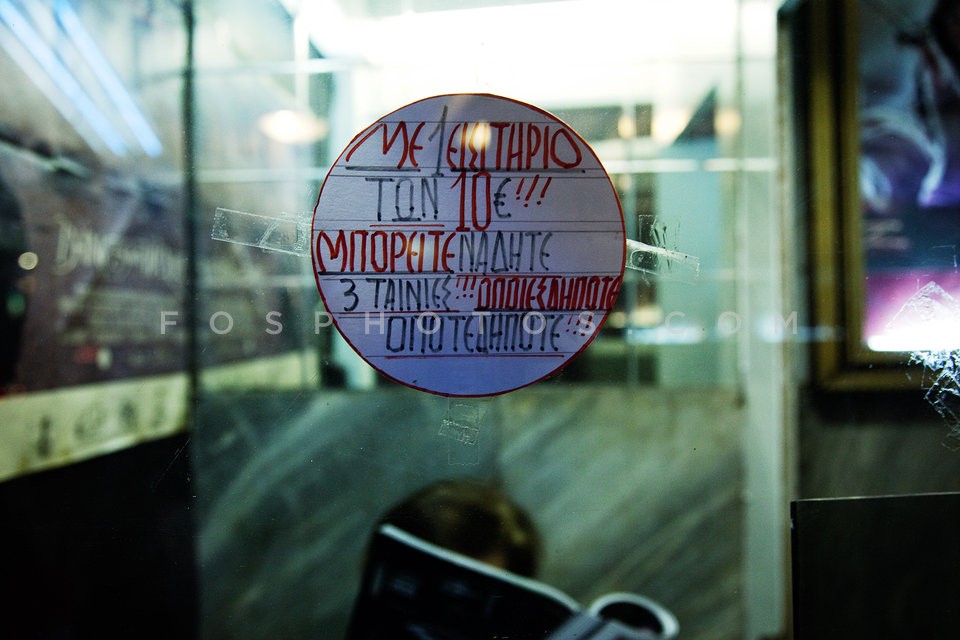 ΜΕ 1 ΕΙΣΙΤΗΡΙΟ
ΤΩΝ 10€!!!
ΜΠΟΡΕΙΤΕ ΝΑ ΔΗΤΕ
3 ΤΑΙΝΙΕΣ!!! ΟΠΟΙΕΣΔΗΠΟΤΕ
ΟΠΟΤΕΔΗΠΟΤΕ!!!
FOSPHOTOS.COM